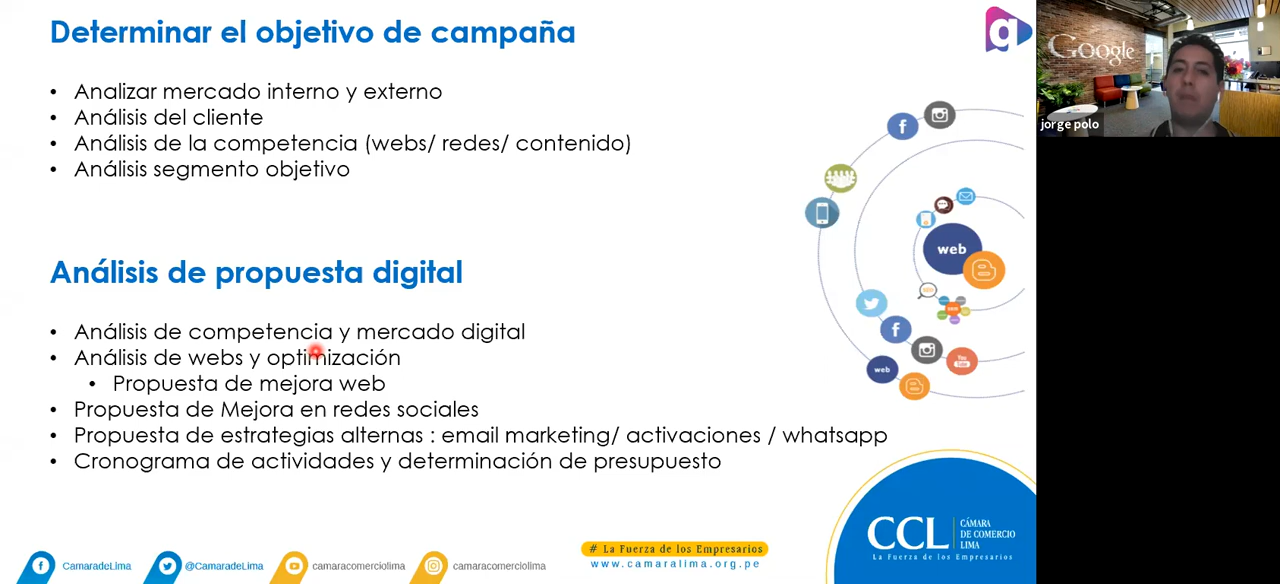 Determinar el objetivo de campaña
• Analizar mercado interno y externo
• Análisis del cliente
• Análisis de la competencia (webs/ redes/ contenido)
• Análisis segmento objetivo
Análisis de propuesta digital
• Análisis de competencia y mercado digital
• Análisis de webs y optimización
• Propuesta de mejora web
• Propuesta de Mejora en redes sociales
• Propuesta de estrategias alternas : email marketing/ activaciones / whatsapp
• Cronograma de actividades y determinación de presupuesto
g
web
web
You
Tube
Google
jorge polo
CCL
CÁMARA
DE COMERCIO
LIMA
La Fuerza de los Empresarios
CamaradeLima
@CamaradeLima
camaracomerciolima
camaracomerciolima
# La Fuerza de los Empresarios
www.camaralima.org.pe